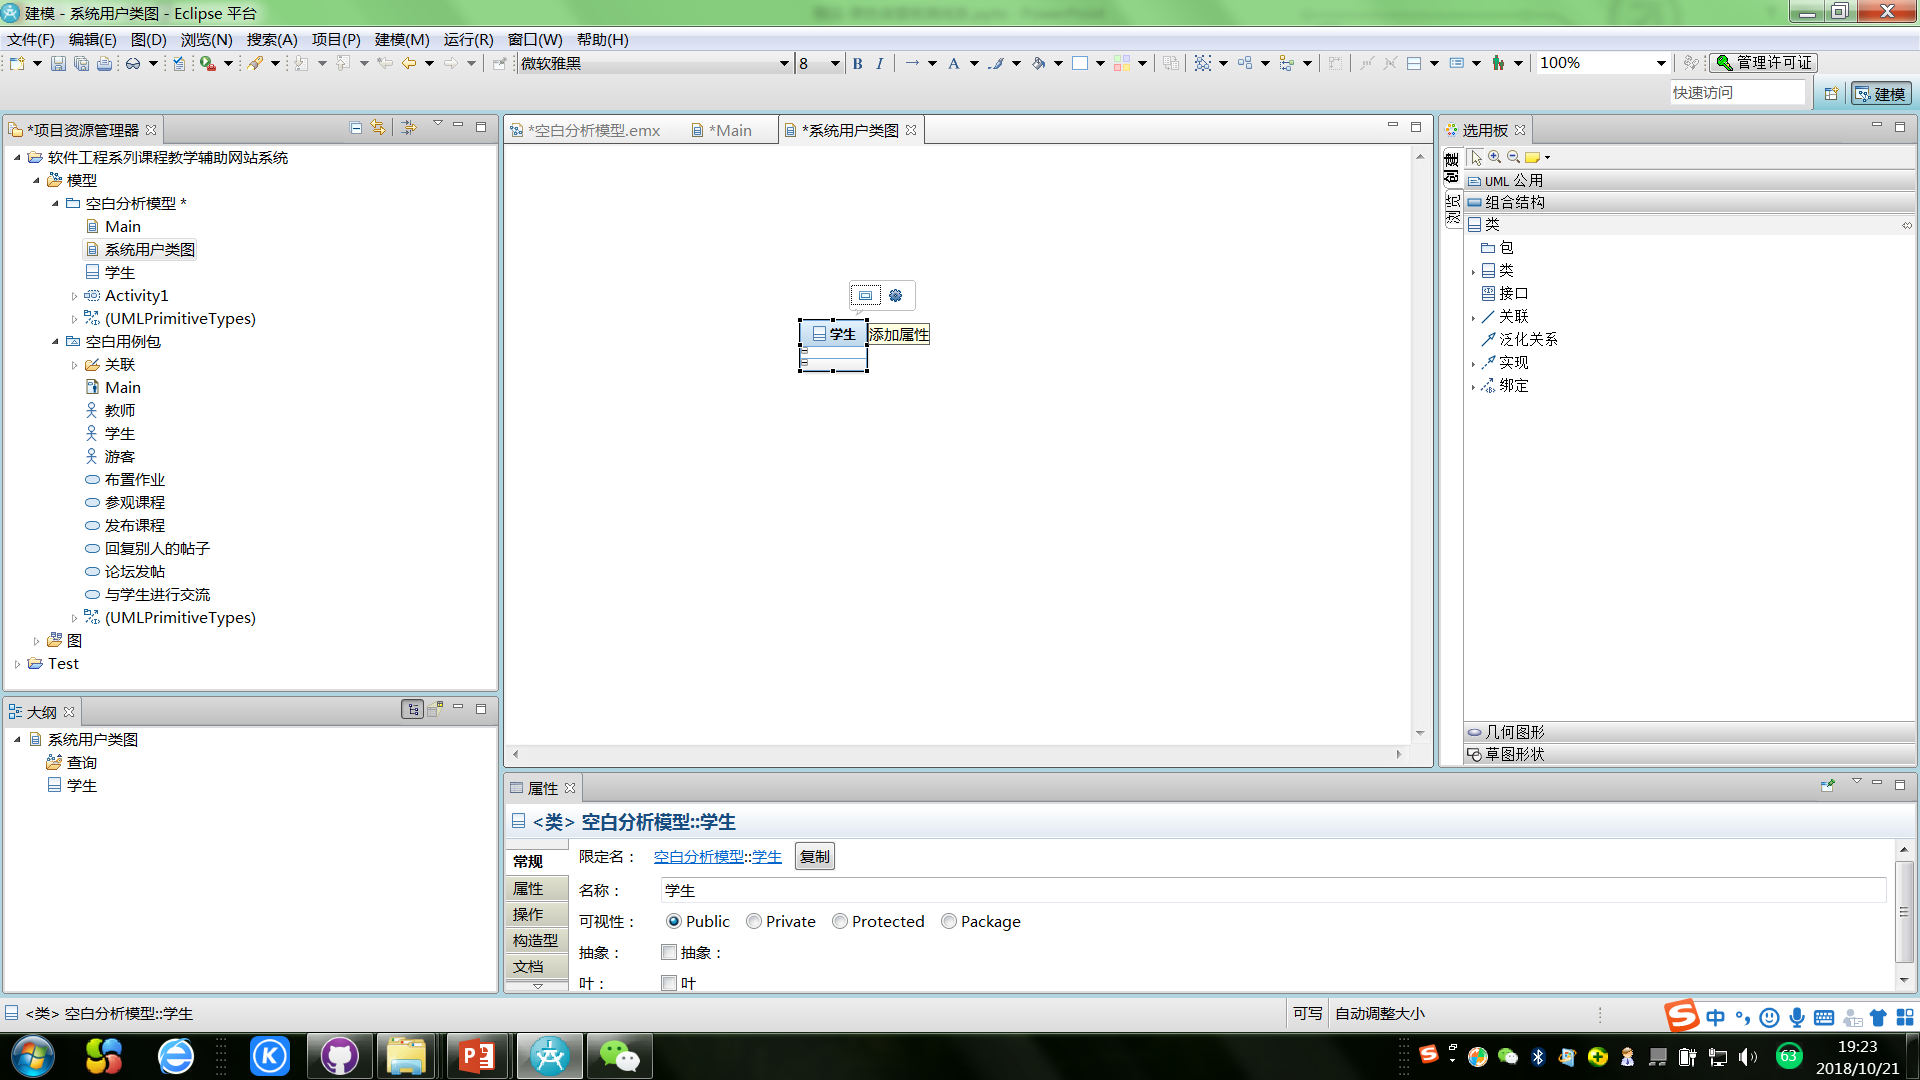 建模 - 系统用户类图 - Eclipse 平台
文件(F) 编辑(E) 图(D) 浏览(N) 搜索(A) 项目(P) 建模(M) 运行(R) 窗口(W) 帮助(H)
微软雅黑 8 B I A 100% 管理许可证
快速访问 建模
*项目资源管理器
软件工程系列课程教学辅助网站系统
模型
空白分析模型 *
Main
系统用户类图
学生
Activity1
(UMLPrimitiveTypes)
空白用例包
关联
Main
教师
学生
游客
布置作业
参观课程
发布课程
回复别人的帖子
论坛发帖
与学生进行交流
(UMLPrimitiveTypes)
图
Test
大纲
系统用户类图
查询
学生
*空白分析模型.emx *Main *系统用户类图
学生
添加属性
选用板
创建
浏览
UML 公用
组合结构
类
包
类
接口
关联
泛化关系
实现
绑定
几何图形
草图形状
属性
<类> 空白分析模型::学生
常规
属性
操作
构造型
文档
限定名： 空白分析模型::学生 复制
名称： 学生
可视性： Public Private Protected Package
抽象： 抽象：
叶： 叶
<类> 空白分析模型::学生 可写 自动调整大小
中
63
19:23
2018/10/21